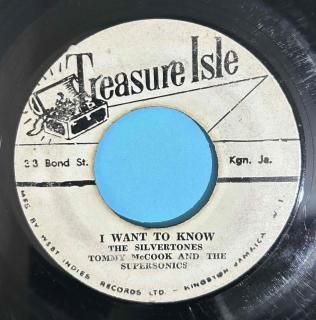 Treasure Isle
33 Bond St.
Kgn. Ja.
I WANT TO KNOW
THE SILVERTONES
TOMMY McCOOK AND THE
SUPERSONICS
MFG BY WEST INDIES RECORDS LTD. - KINGSTON JAMAICA W. I.